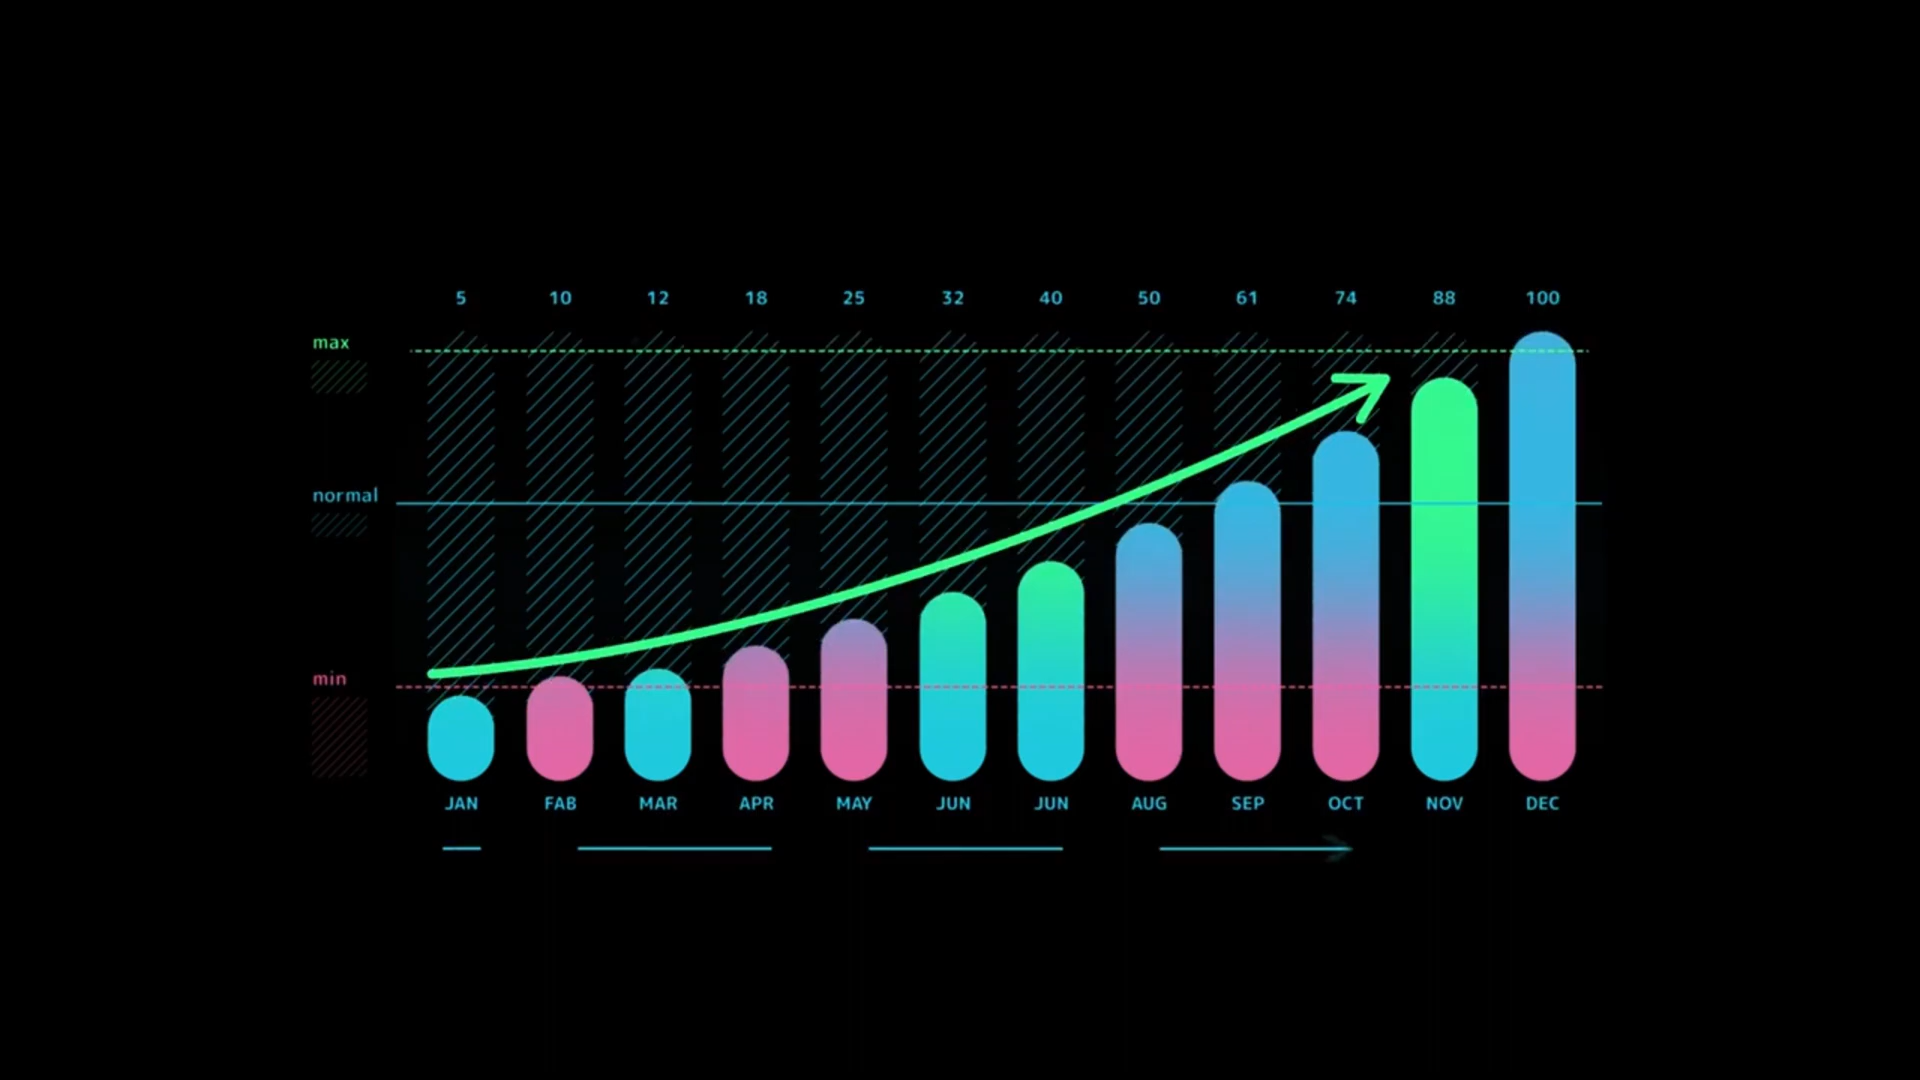 5 10 12 18 25 32 40 50 61 74 88 100
max
normal
min
JAN FAB MAR APR MAY JUN JUN AUG SEP OCT NOV DEC